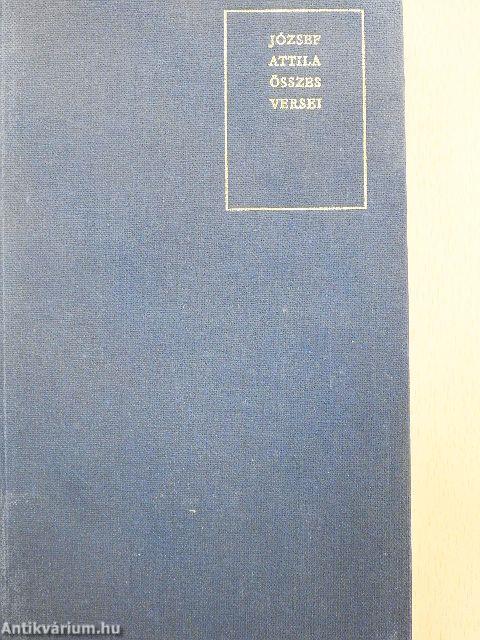 JÓZSEF
ATTILA
ÖSSZES
VERSEI
Antikvárium.hu